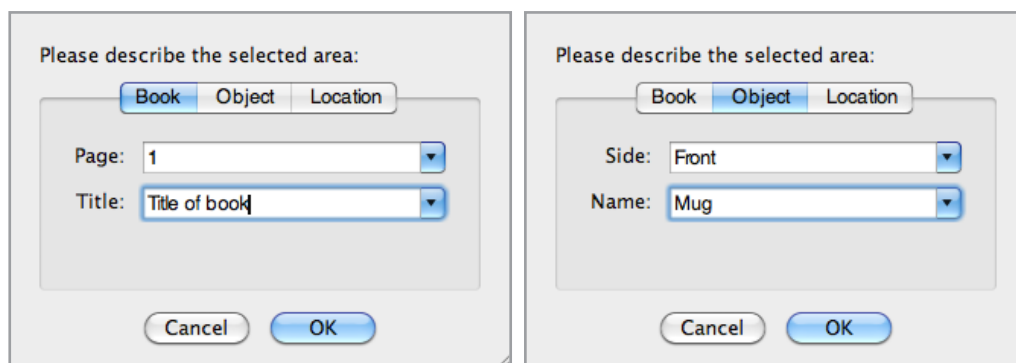 Please describe the selected area:
Book Object Location
Page: 1
Title: Title of book
Cancel OK
Please describe the selected area:
Book Object Location
Side: Front
Name: Mug
Cancel OK